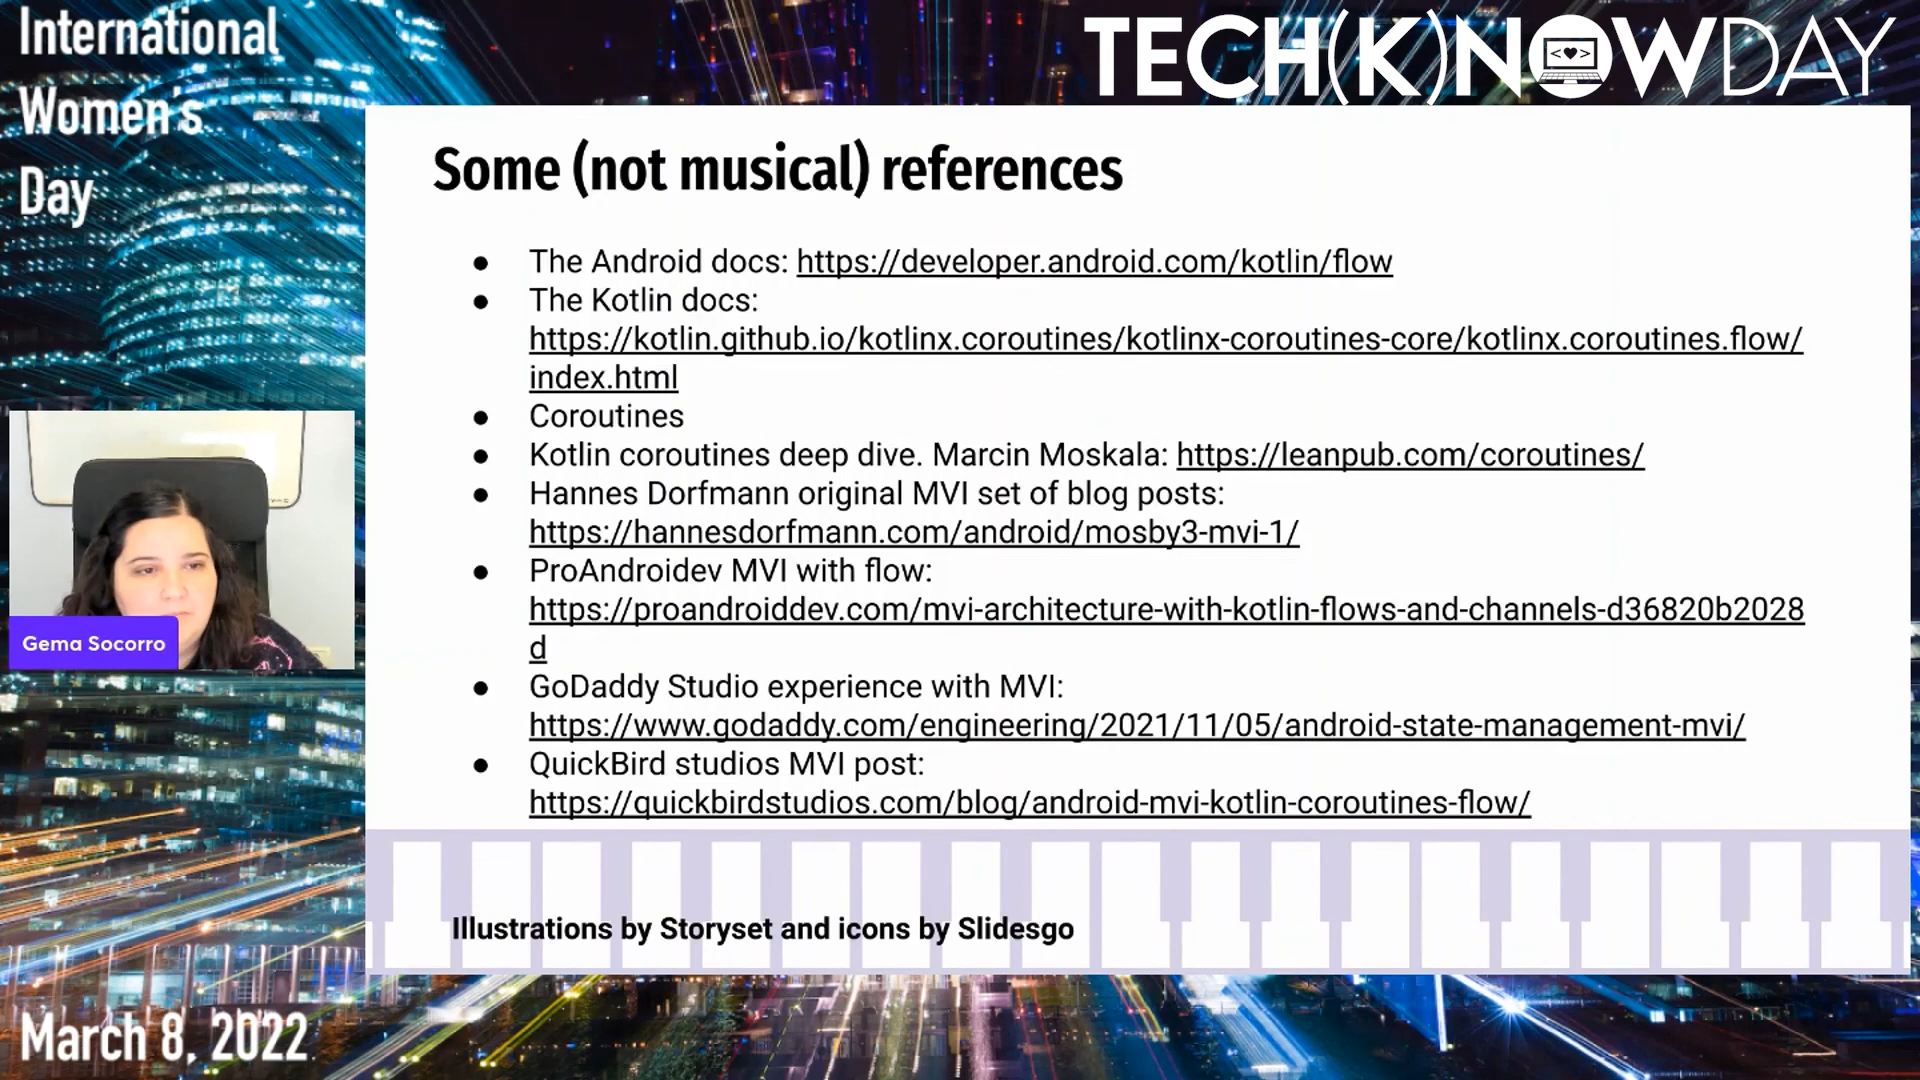 International
Women's
Day
TECH(K)NOWDAY
Some (not musical) references
● The Android docs: https://developer.android.com/kotlin/flow
● The Kotlin docs:
https://kotlin.github.io/kotlinx.coroutines/kotlinx-coroutines-core/kotlinx.coroutines.flow/
index.html
● Coroutines
● Kotlin coroutines deep dive. Marcin Moskala: https://leanpub.com/coroutines/
● Hannes Dorfmann original MVI set of blog posts:
https://hannesdorfmann.com/android/mosby3-mvi-1/
● ProAndroidev MVI with flow:
https://proandroiddev.com/mvi-architecture-with-kotlin-flows-and-channels-d36820b2028
d
● GoDaddy Studio experience with MVI:
https://www.godaddy.com/engineering/2021/11/05/android-state-management-mvi/
● QuickBird studios MVI post:
https://quickbirdstudios.com/blog/android-mvi-kotlin-coroutines-flow/
Illustrations by Storyset and icons by Slidesgo
Gema Socorro
March 8, 2022